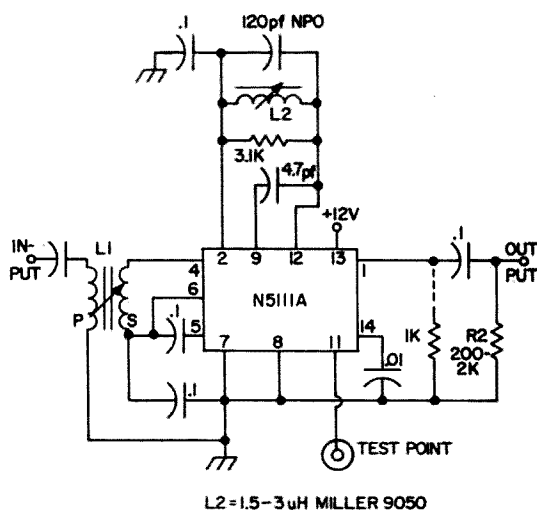 .1
120pf NPO
L2
3.1K
4.7pf
+12V
IN-
PUT
L1
P
S
4
6
5
2
9
12
13
1
14
7
8
11
N5111A
.1
.1
.1
OUT
PUT
1K
R2
200-
2K
.01
TEST POINT
L2=1.5-3uH MILLER 9050